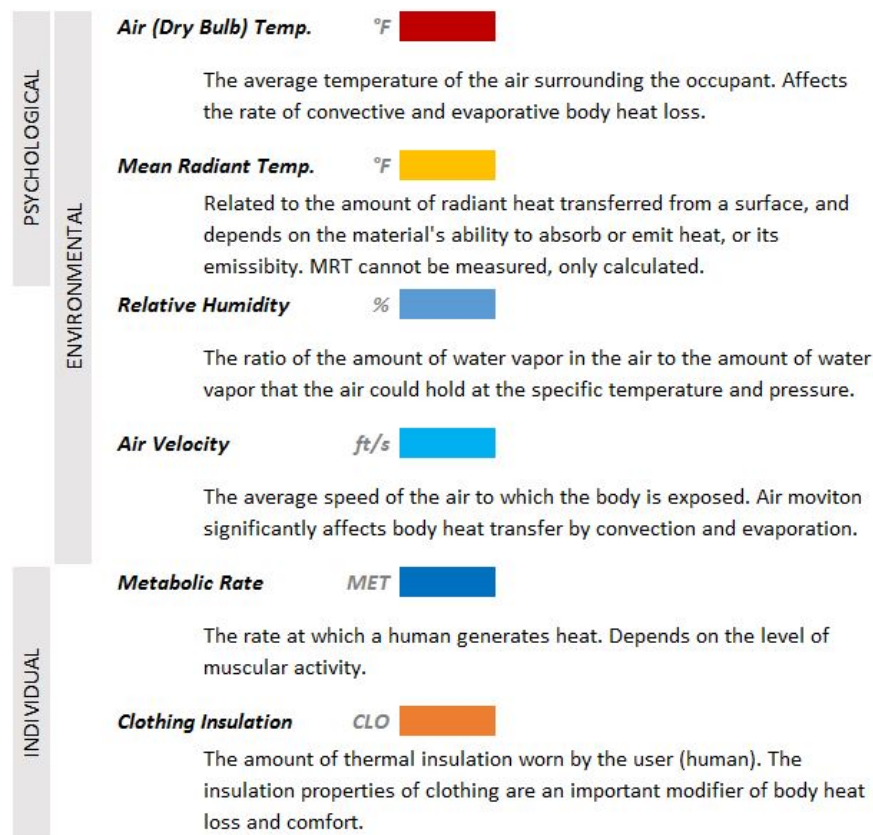 Air (Dry Bulb) Temp. °F
The average temperature of the air surrounding the occupant. Affects
the rate of convective and evaporative body heat loss.
PSYCHOLOGICAL
Mean Radiant Temp. °F
Related to the amount of radiant heat transferred from a surface, and
depends on the material's ability to absorb or emit heat, or its
emissibity. MRT cannot be measured, only calculated.
ENVIRONMENTAL
Relative Humidity %
The ratio of the amount of water vapor in the air to the amount of water
vapor that the air could hold at the specific temperature and pressure.
Air Velocity ft/s
The average speed of the air to which the body is exposed. Air moviton
significantly affects body heat transfer by convection and evaporation.
Metabolic Rate MET
The rate at which a human generates heat. Depends on the level of
muscular activity.
INDIVIDUAL
Clothing Insulation CLO
The amount of thermal insulation worn by the user (human). The
insulation properties of clothing are an important modifier of body heat
loss and comfort.